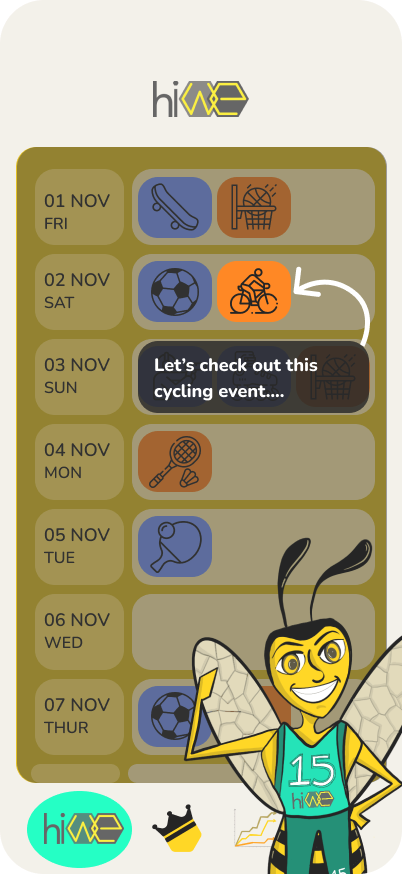 hiwe
01 NOV
FRI
02 NOV
SAT
03 NOV
SUN
Let’s check out this
cycling event....
04 NOV
MON
05 NOV
TUE
06 NOV
WED
07 NOV
THUR
15
hiwe
hiwe
15